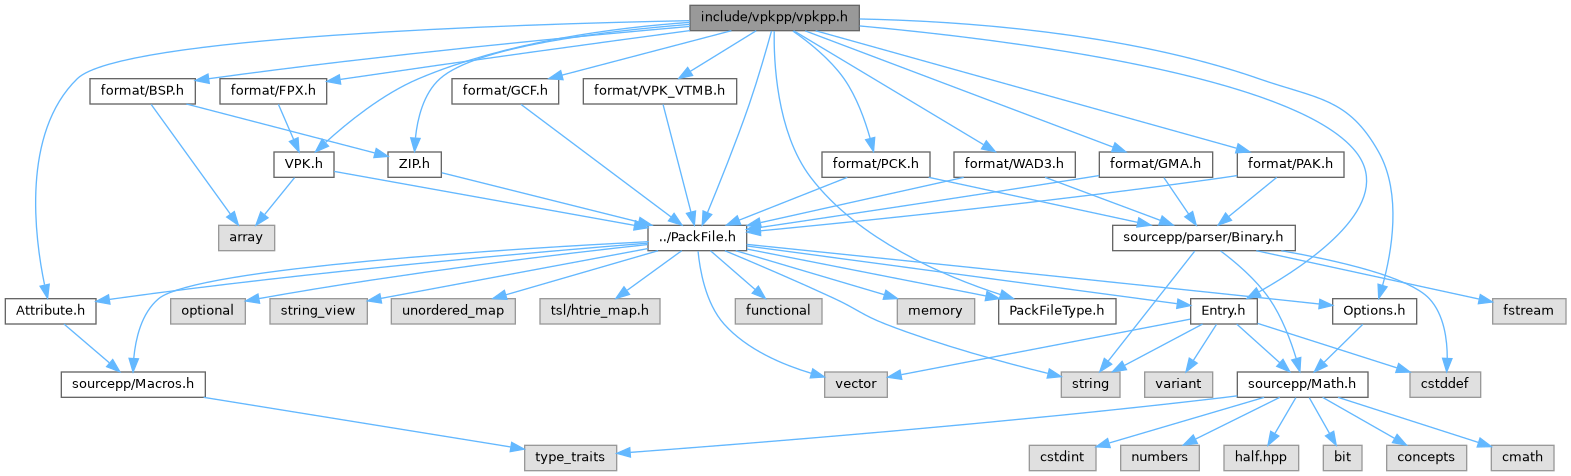 include/vpkpp/vpkpp.h
format/BSP.h
format/FPX.h
format/GCF.h
format/VPK_VTMB.h
VPK.h
ZIP.h
format/PCK.h
format/WAD3.h
format/GMA.h
format/PAK.h
array
../PackFile.h
sourcepp/parser/Binary.h
Attribute.h
optional
string_view
unordered_map
tsl/htrie_map.h
functional
memory
PackFileType.h
Entry.h
Options.h
fstream
sourcepp/Macros.h
vector
string
variant
sourcepp/Math.h
cstddef
type_traits
cstdint
numbers
half.hpp
bit
concepts
cmath